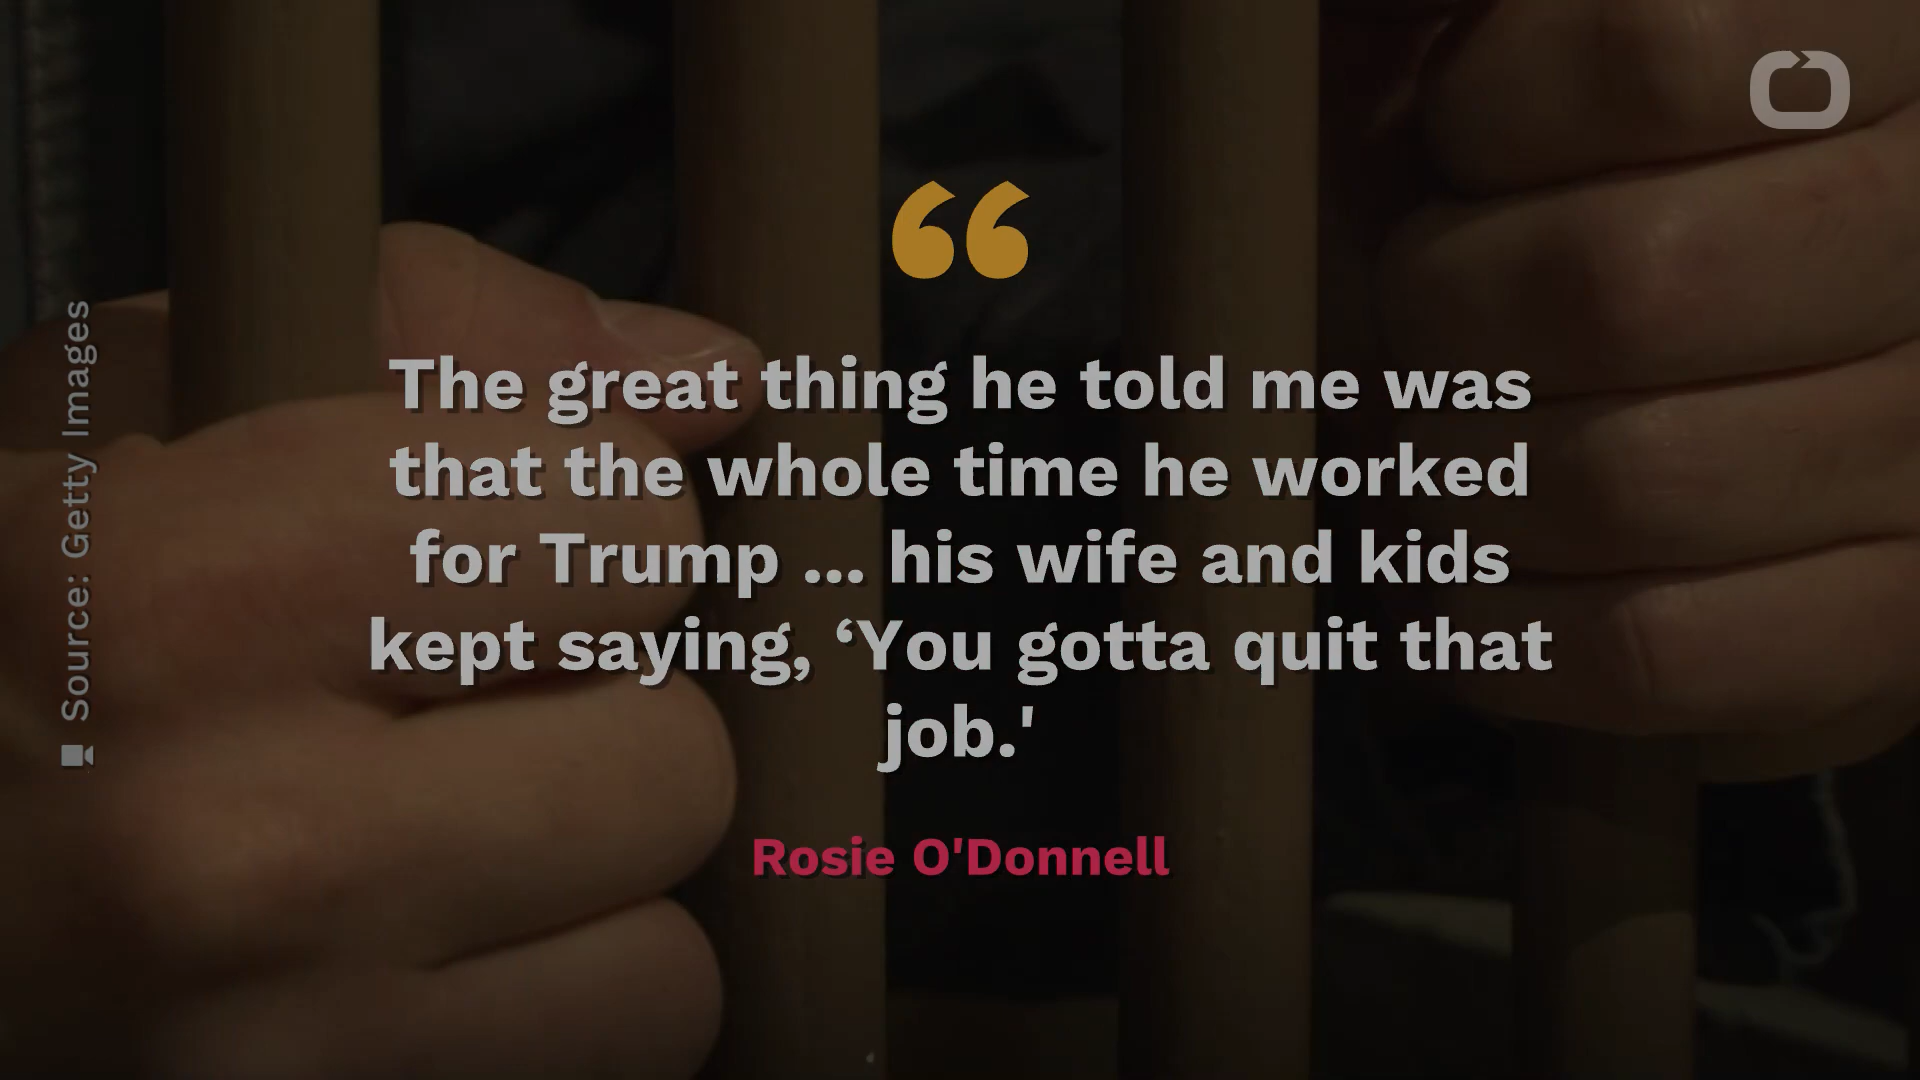 “
The great thing he told me was
that the whole time he worked
for Trump ... his wife and kids
kept saying, ‘You gotta quit that
job.'
Rosie O'Donnell
Source: Getty Images